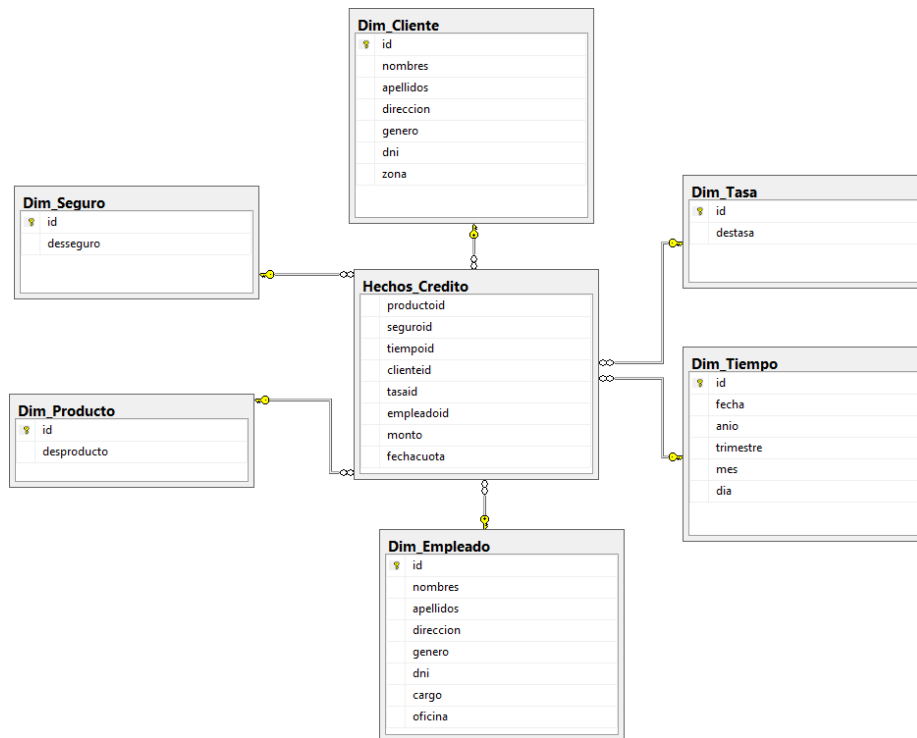 Dim_Cliente
id
nombres
apellidos
direccion
genero
dni
zona
Dim_Seguro
id
desseguro
Dim_Tasa
id
destasa
Hechos_Credito
productoid
seguroid
tiempoid
clienteid
tasaid
empleadoid
monto
fechacuota
Dim_Tiempo
id
fecha
anio
trimestre
mes
dia
Dim_Producto
id
desproducto
Dim_Empleado
id
nombres
apellidos
direccion
genero
dni
cargo
oficina